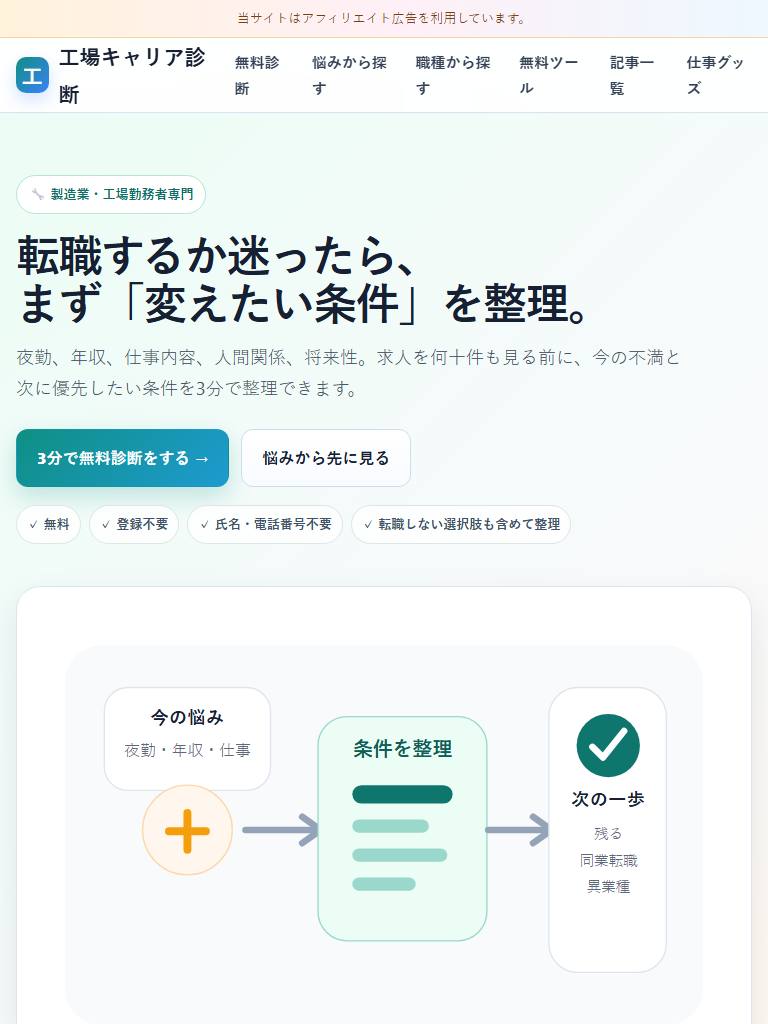 当サイトはアフィリエイト広告を利用しています。
工 工場キャリア診断
無料診断
悩みから探す
職種から探す
無料ツール
記事一覧
仕事グッズ
製造業・工場勤務者専門
転職するか迷ったら、
まず「変えたい条件」を整理。
夜勤、年収、仕事内容、人間関係、将来性。求人を何十件も見る前に、今の不満と
次に優先したい条件を3分で整理できます。
3分で無料診断をする →
悩みから先に見る
✓ 無料
✓ 登録不要
✓ 氏名・電話番号不要
✓ 転職しない選択肢も含めて整理
今の悩み
夜勤・年収・仕事
条件を整理
次の一歩
残る
同業転職
異業種